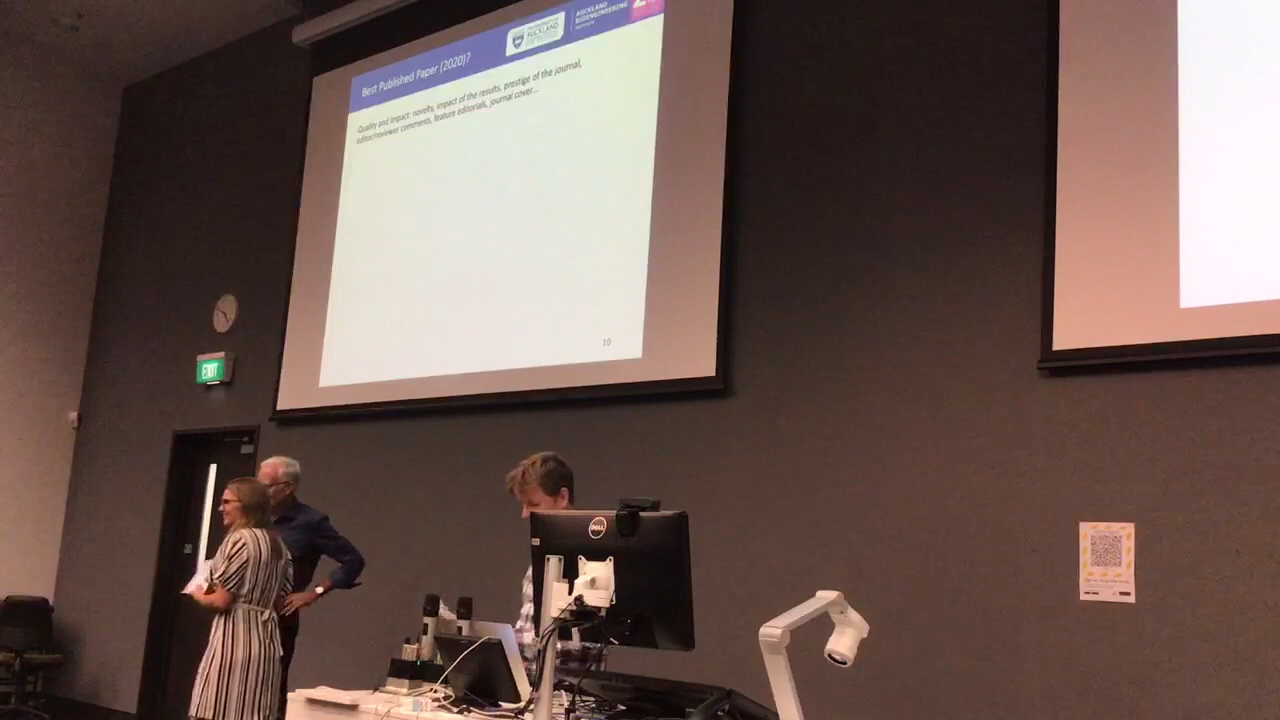 THE UNIVERSITY OF
AUCKLAND
AUCKLAND
BIOENGINEERING
INSTITUTE
Best Published Paper (2020)?
Quality and Impact: novelty, impact of the results, prestige of the journal,
editor/reviewer comments, feature editorials, journal cover…
10
EXIT
DELL